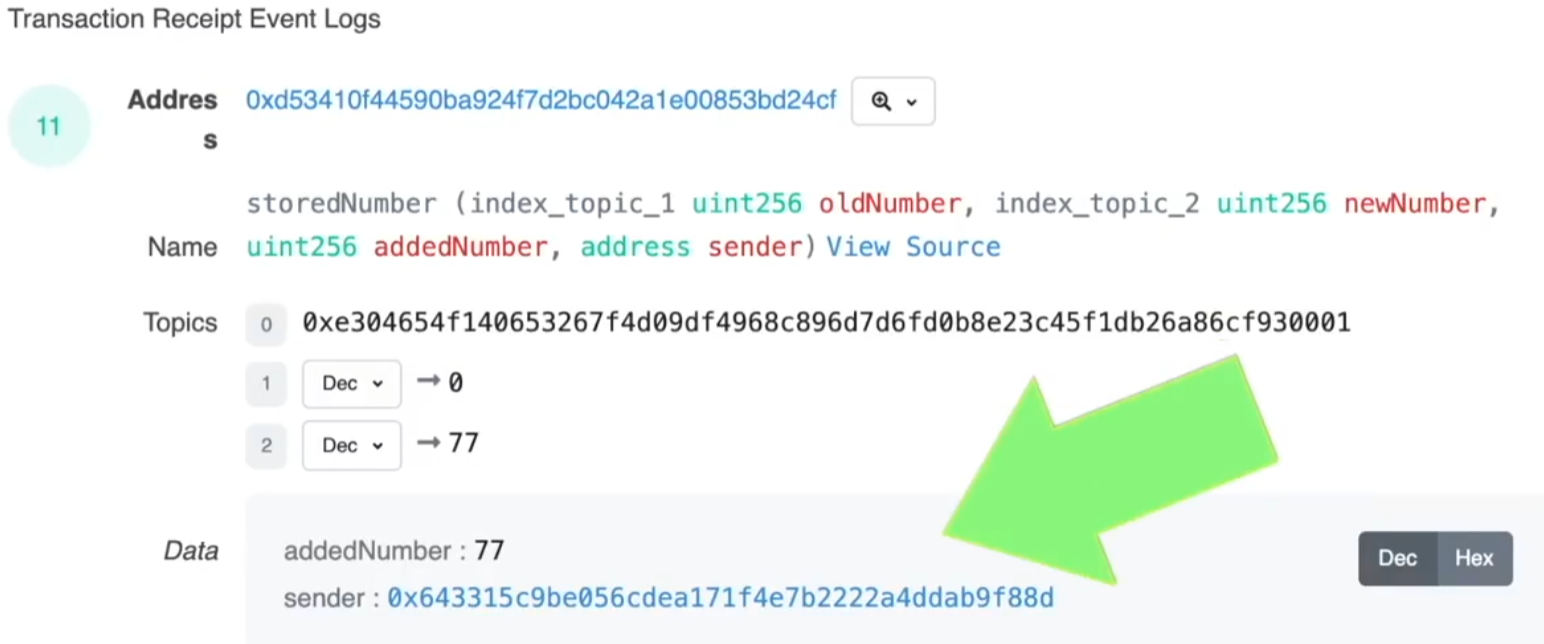 Transaction Receipt Event Logs
11
Addres
s
0xd53410f44590ba924f7d2bc042a1e00853bd24cf
storedNumber (index_topic_1 uint256 oldNumber, index_topic_2 uint256 newNumber,
Name
uint256 addedNumber, address sender) View Source
Topics
0 0xe304654f140653267f4d09df4968c896d7d6fd0b8e23c45f1db26a86cf930001
1 Dec → 0
2 Dec → 77
Data
addedNumber : 77
Dec Hex
sender : 0x643315c9be056cdea171f4e7b2222a4ddab9f88d